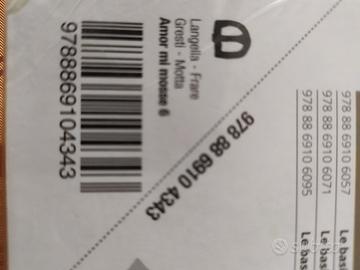 Langella - Frare
Gresti - Motta
Amor mi mosse 6
9788869104343
978 88 6910 4343
978 88 6910 6057 Le bas
978 88 6910 6071 Le bas
978 88 6910 6095 Le bas
subito